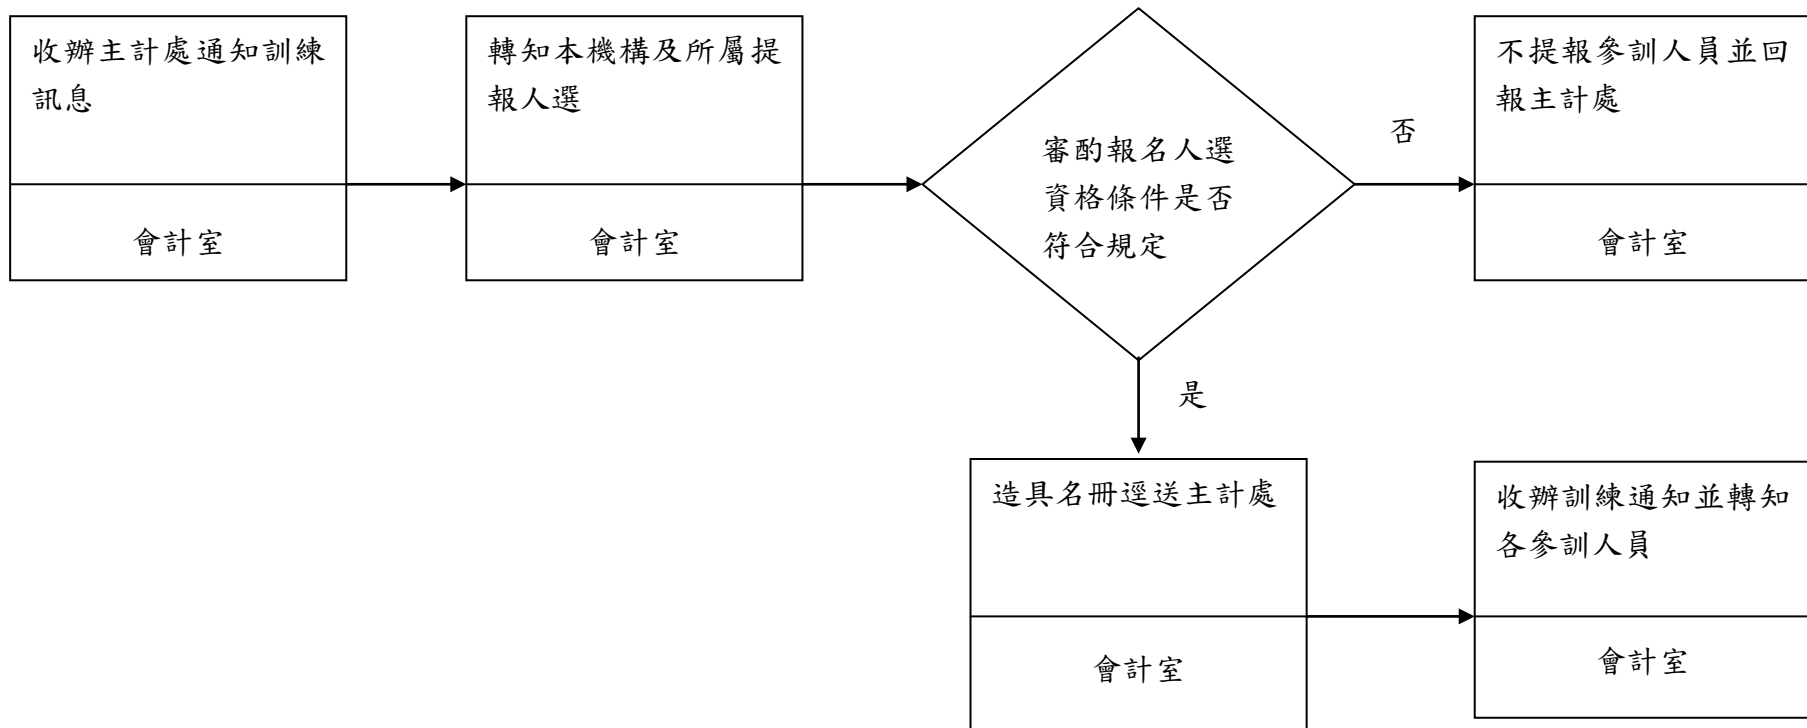 收辦主計處通知訓練
訊息
會計室
轉知本機構及所屬提
報人選
會計室
審酌報名人選
資格條件是否
符合規定
否
不提報參訓人員並回
報主計處
會計室
是
造具名冊逕送主計處
會計室
收辦訓練通知並轉知
各參訓人員
會計室